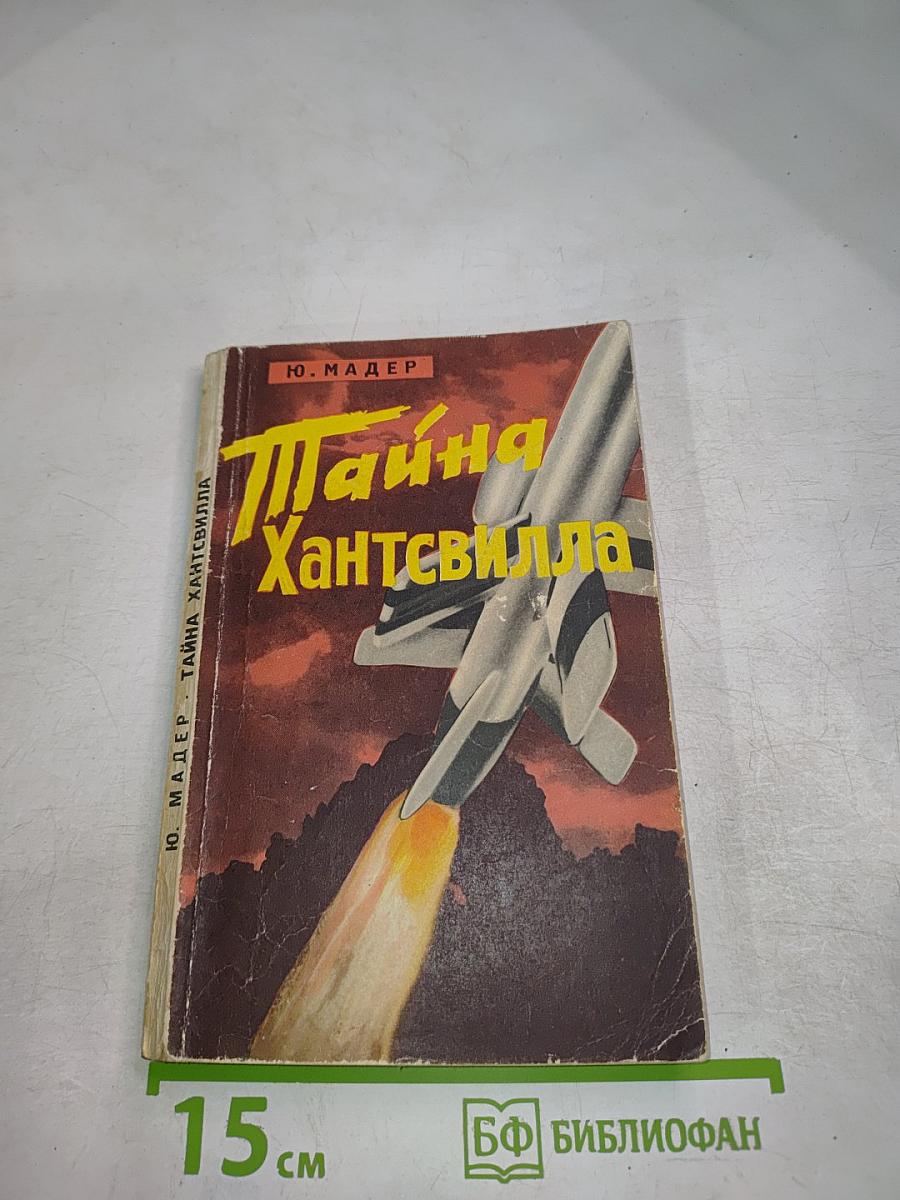 Ю. МАДЕР
Тайна
Хантсвилла
Ю. МАДЕР · ТАЙНА ХАНТСВИЛЛА
15 см
БФ БИБЛИОФАН